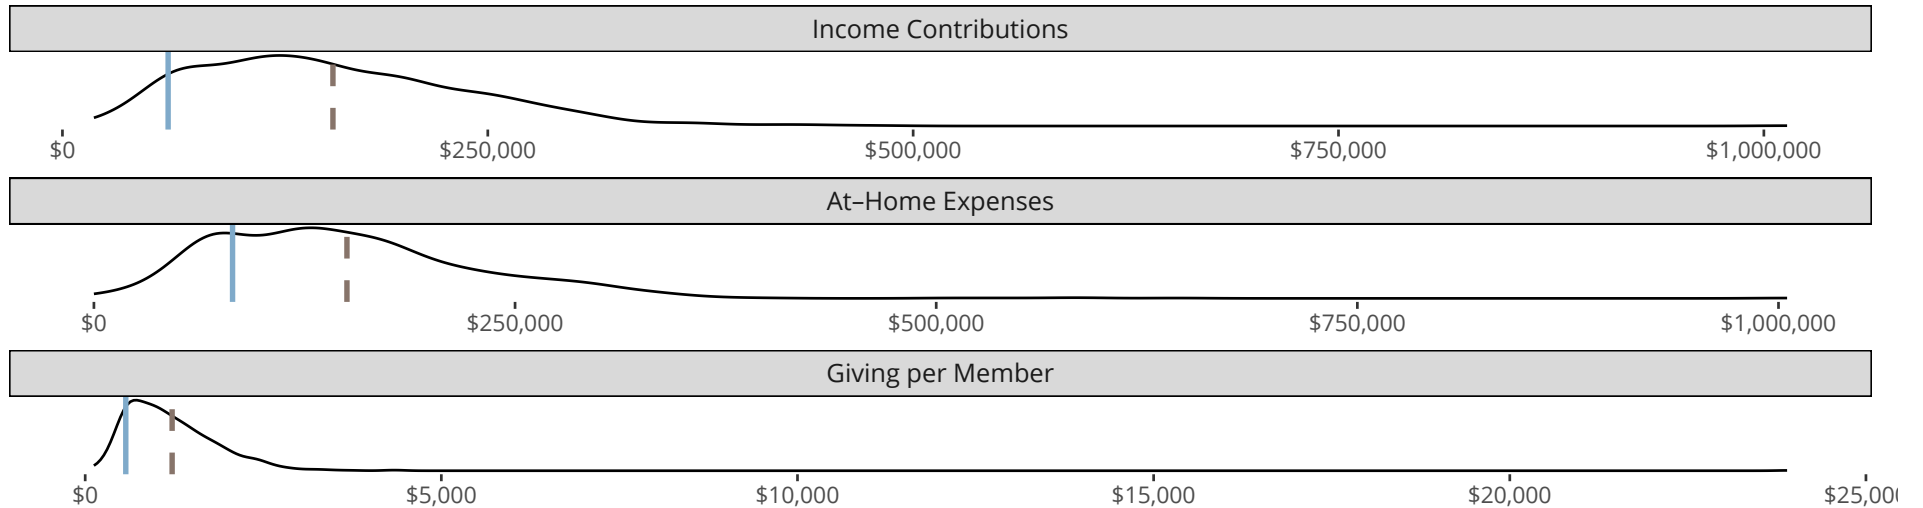 Income Contributions
$0 $250,000 $500,000 $750,000 $1,000,000
At–Home Expenses
$0 $250,000 $500,000 $750,000 $1,000,000
Giving per Member
$0 $5,000 $10,000 $15,000 $20,000